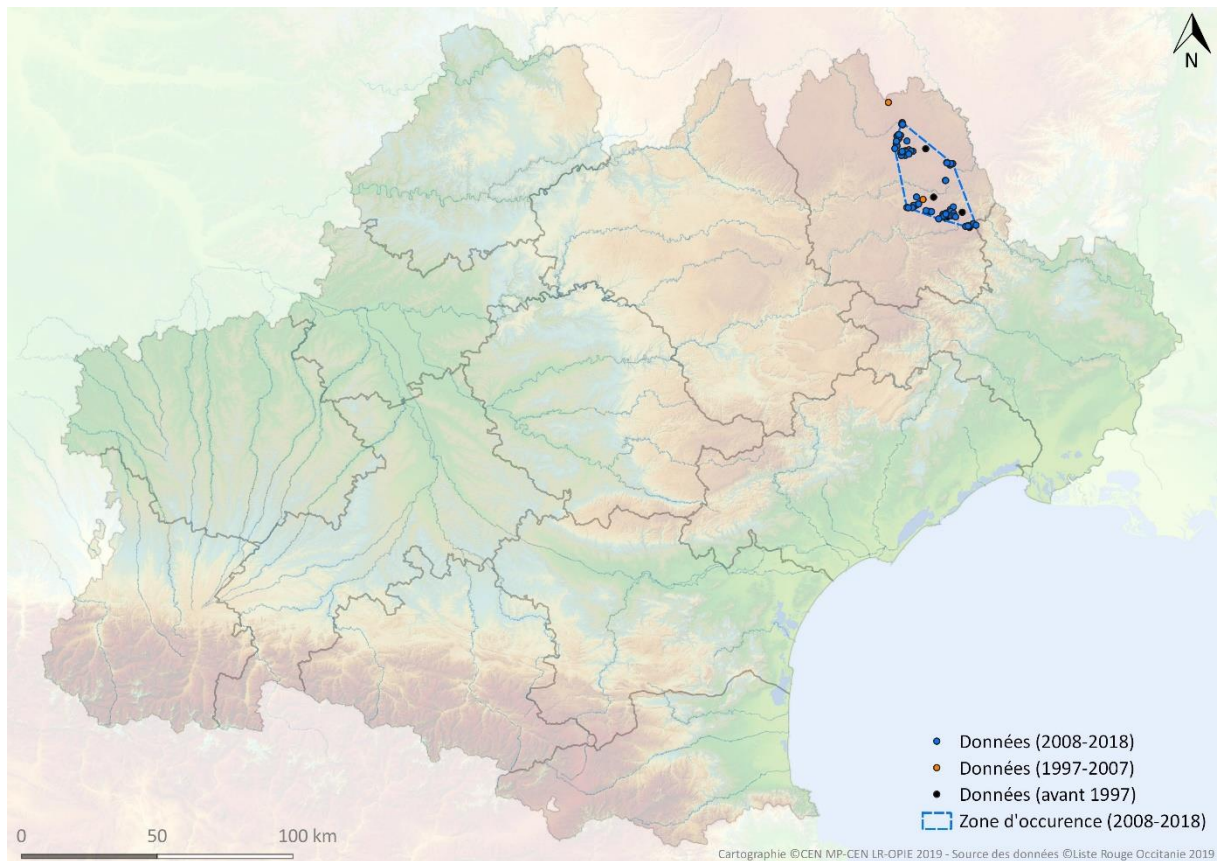 N
Données (2008-2018)
Données (1997-2007)
Données (avant 1997)
Zone d'occurence (2008-2018)
0 50 100 km
Cartographie ©CEN MP-CEN LR-OPIE 2019 - Source des données ©Liste Rouge Occitanie 2019